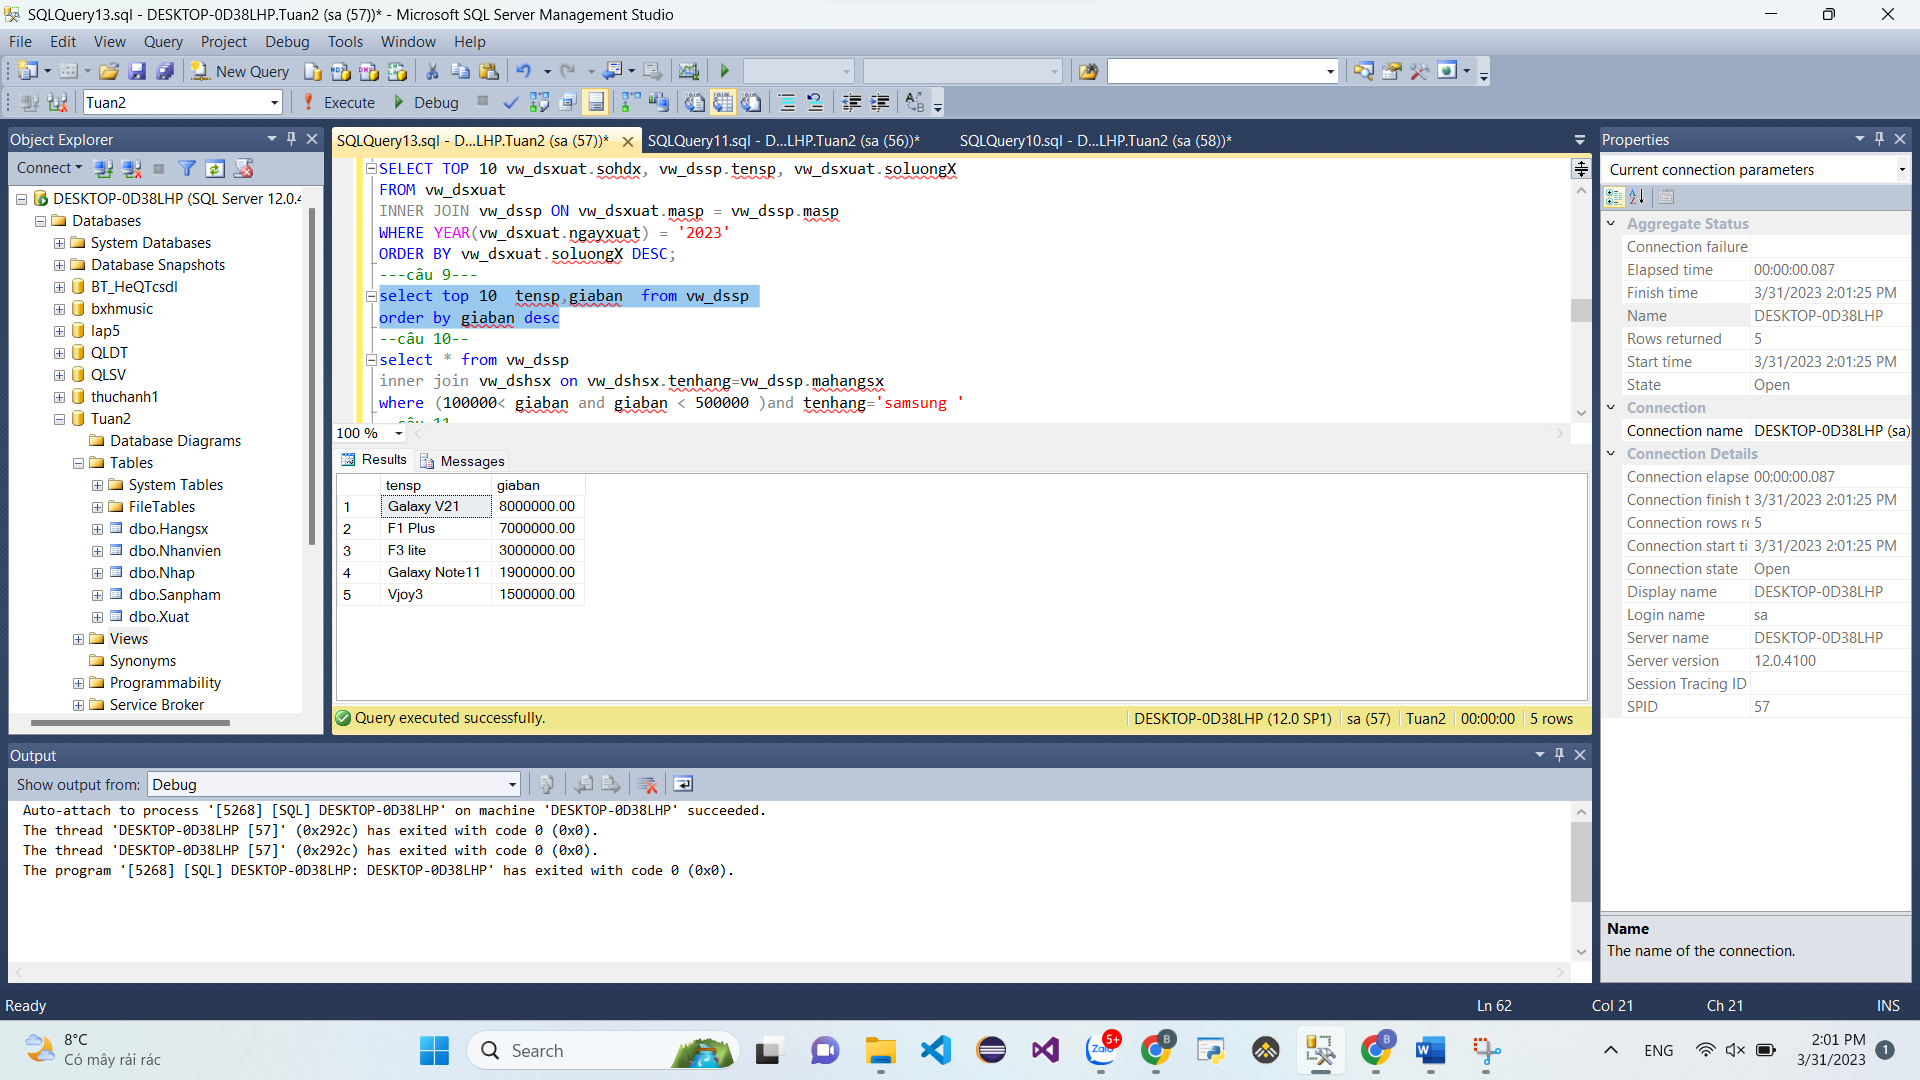 SQLQuery13.sql - DESKTOP-0D38LHP.Tuan2 (sa (57))* - Microsoft SQL Server Management Studio
File Edit View Query Project Debug Tools Window Help
New Query
Tuan2 Execute Debug
Object Explorer
Connect
DESKTOP-0D38LHP (SQL Server 12.0.4
Databases
System Databases
Database Snapshots
BT_HeQTcsdl
bxhmusic
lap5
QLDT
QLSV
thuchanh1
Tuan2
Database Diagrams
Tables
System Tables
FileTables
dbo.Hangsx
dbo.Nhanvien
dbo.Nhap
dbo.Sanpham
dbo.Xuat
Views
Synonyms
Programmability
Service Broker
SQLQuery13.sql - D...LHP.Tuan2 (sa (57))* SQLQuery11.sql - D...LHP.Tuan2 (sa (56))* SQLQuery10.sql - D...LHP.Tuan2 (sa (58))*
SELECT TOP 10 vw_dsxuat.sohdx, vw_dssp.tensp, vw_dsxuat.soluongX
FROM vw_dsxuat
INNER JOIN vw_dssp ON vw_dsxuat.masp = vw_dssp.masp
WHERE YEAR(vw_dsxuat.ngayxuat) = '2023'
ORDER BY vw_dsxuat.soluongX DESC;
---câu 9---
select top 10  tensp,giaban  from vw_dssp
order by giaban desc
--câu 10--
select * from vw_dssp
inner join vw_dshsx on vw_dshsx.tenhang=vw_dssp.mahangsx
where (100000< giaban and giaban < 500000 )and tenhang='samsung '
--câu 11
100 %
Results Messages
tensp giaban
1 Galaxy V21 8000000.00
2 F1 Plus 7000000.00
3 F3 lite 3000000.00
4 Galaxy Note11 1900000.00
5 Vjoy3 1500000.00
Query executed successfully. DESKTOP-0D38LHP (12.0 SP1) sa (57) Tuan2 00:00:00 5 rows
Properties
Current connection parameters
Aggregate Status
Connection failure
Elapsed time 00:00:00.087
Finish time 3/31/2023 2:01:25 PM
Name DESKTOP-0D38LHP
Rows returned 5
Start time 3/31/2023 2:01:25 PM
State Open
Connection
Connection name DESKTOP-0D38LHP (sa)
Connection Details
Connection elapse 00:00:00.087
Connection finish t 3/31/2023 2:01:25 PM
Connection rows re 5
Connection start ti 3/31/2023 2:01:25 PM
Connection state Open
Display name DESKTOP-0D38LHP
Login name sa
Server name DESKTOP-0D38LHP
Server version 12.0.4100
Session Tracing ID
SPID 57
Name
The name of the connection.
Output
Show output from: Debug
Auto-attach to process '[5268] [SQL] DESKTOP-0D38LHP' on machine 'DESKTOP-0D38LHP' succeeded.
The thread 'DESKTOP-0D38LHP [57]' (0x292c) has exited with code 0 (0x0).
The thread 'DESKTOP-0D38LHP [57]' (0x292c) has exited with code 0 (0x0).
The program '[5268] [SQL] DESKTOP-0D38LHP: DESKTOP-0D38LHP' has exited with code 0 (0x0).
Ready Ln 62 Col 21 Ch 21 INS
8°C
Có mây rải rác
Search
Zalo 5+
B
B
ENG
2:01 PM
3/31/2023
1